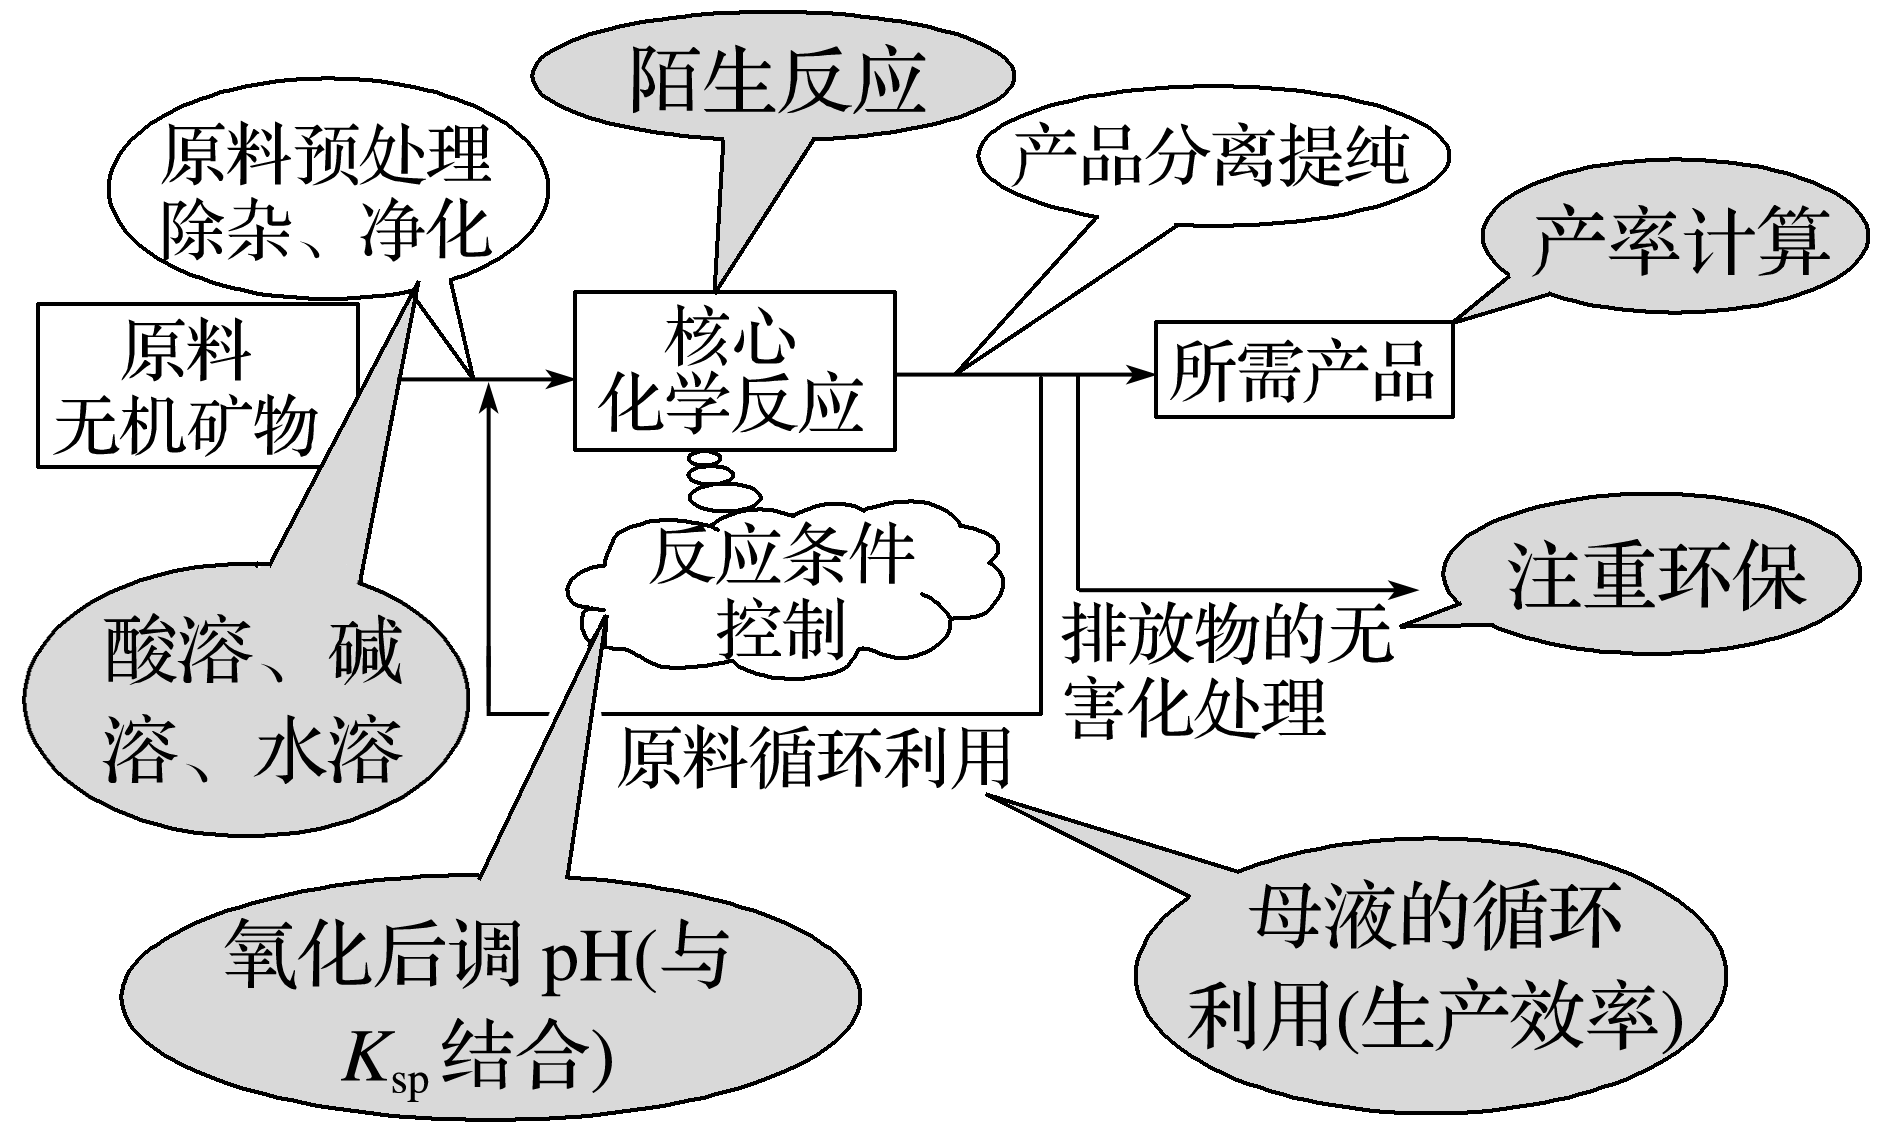 陌生反应
原料预处理
除杂、净化
产品分离提纯
产率计算
原料
无机矿物
核心
化学反应
所需产品
反应条件
控制
注重环保
排放物的无
害化处理
酸溶、碱
溶、水溶
原料循环利用
氧化后调 pH(与
Ksp 结合)
母液的循环
利用(生产效率)